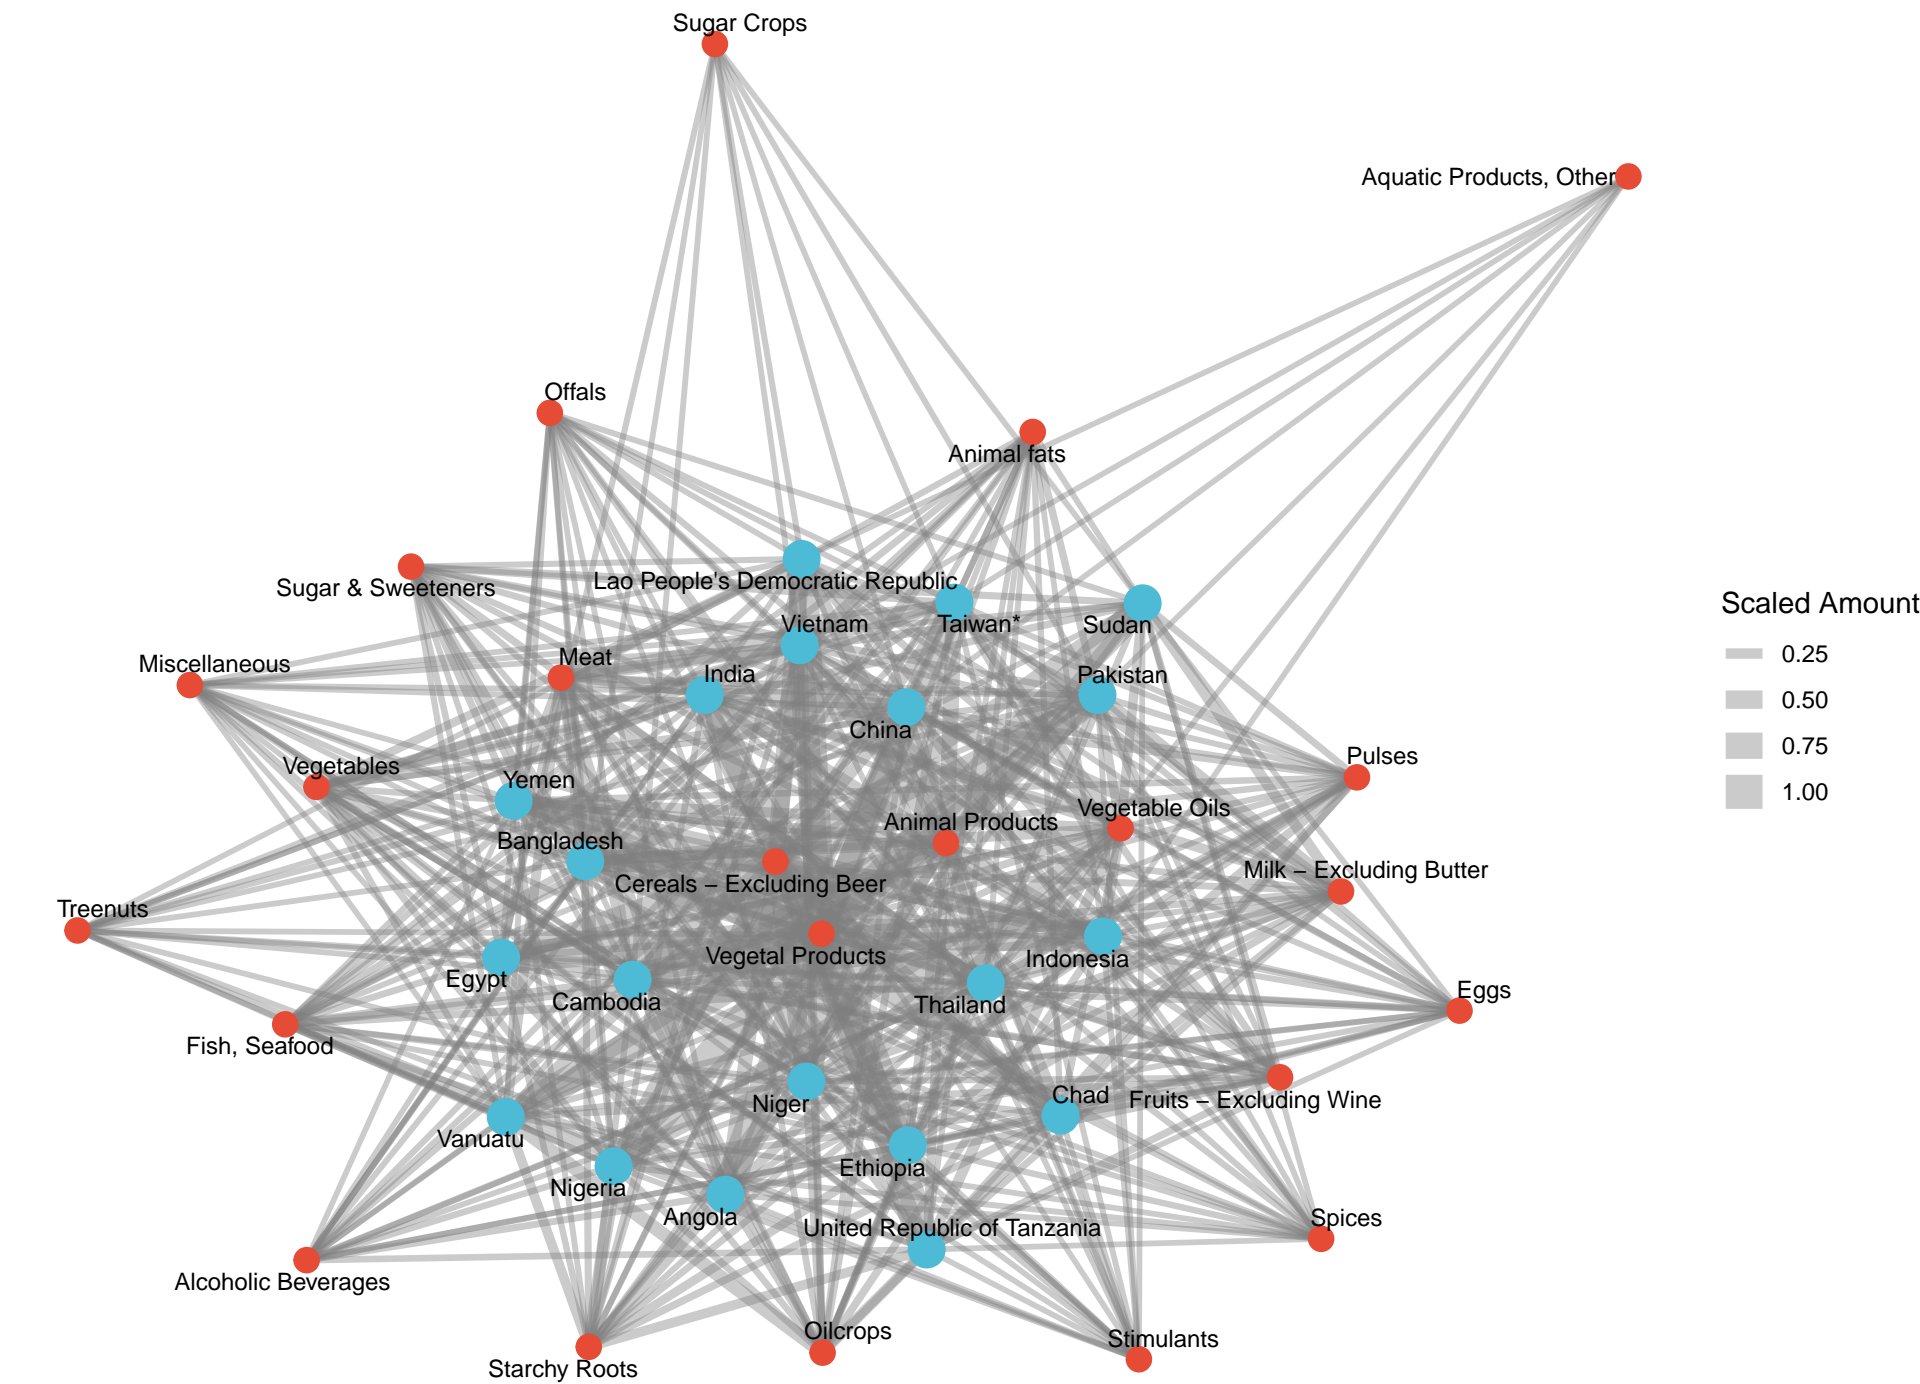 Sugar Crops
Aquatic Products, Other
Offals
Animal fats
Sugar & Sweeteners
Lao People's Democratic Republic
Vietnam
Taiwan*
Sudan
Scaled Amount
0.25
0.50
0.75
1.00
Miscellaneous
Meat
India
Pakistan
China
Vegetables
Yemen
Pulses
Vegetable Oils
Animal Products
Bangladesh
Cereals – Excluding Beer
Milk – Excluding Butter
Treenuts
Vegetal Products
Indonesia
Egypt
Cambodia
Thailand
Eggs
Fish, Seafood
Niger
Chad
Fruits – Excluding Wine
Vanuatu
Ethiopia
Nigeria
Angola
United Republic of Tanzania
Spices
Alcoholic Beverages
Oilcrops
Stimulants
Starchy Roots